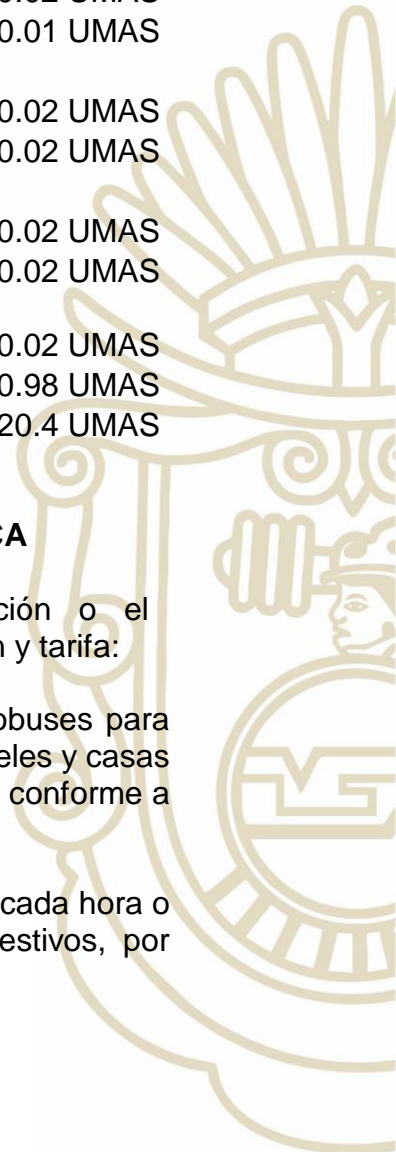 0.01 UMAS
0.02 UMAS
0.02 UMAS
0.02 UMAS
0.02 UMAS
0.02 UMAS
0.98 UMAS
20.4 UMAS
CA
ción o el
n y tarifa:
obuses para
eles y casas
conforme a
cada hora o
estivos, por